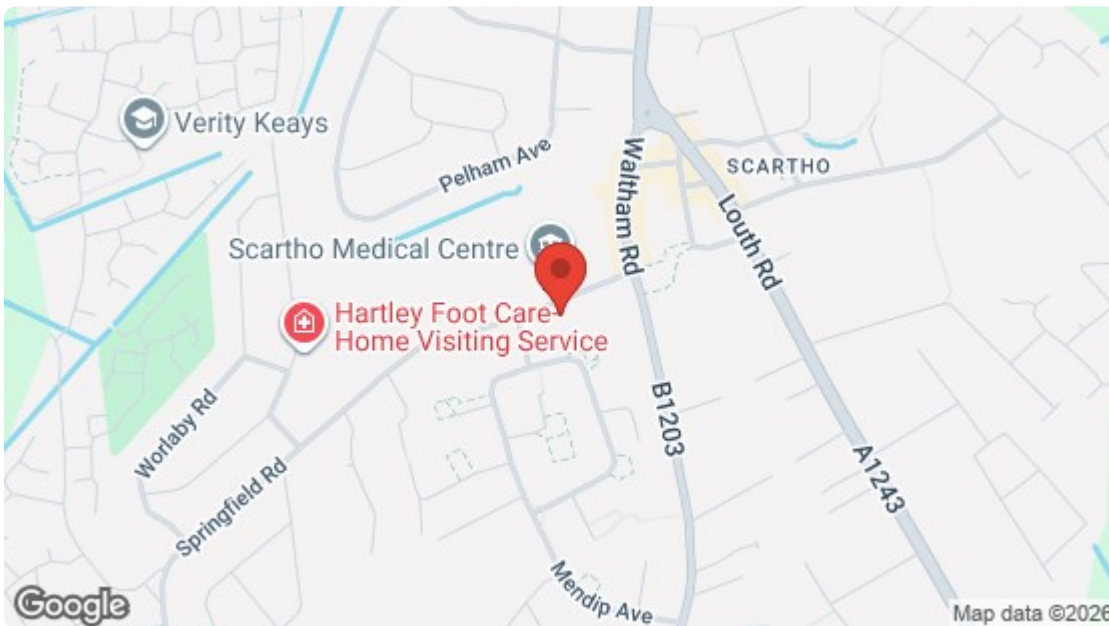 Verity Keays
Pelham Ave
Waltham Rd
SCARTHO
Louth Rd
Scartho Medical Centre
Hartley Foot Care-
Home Visiting Service
Worlaby Rd
Springfield Rd
B1203
A1243
Mendip Ave
Google
Map data ©2026